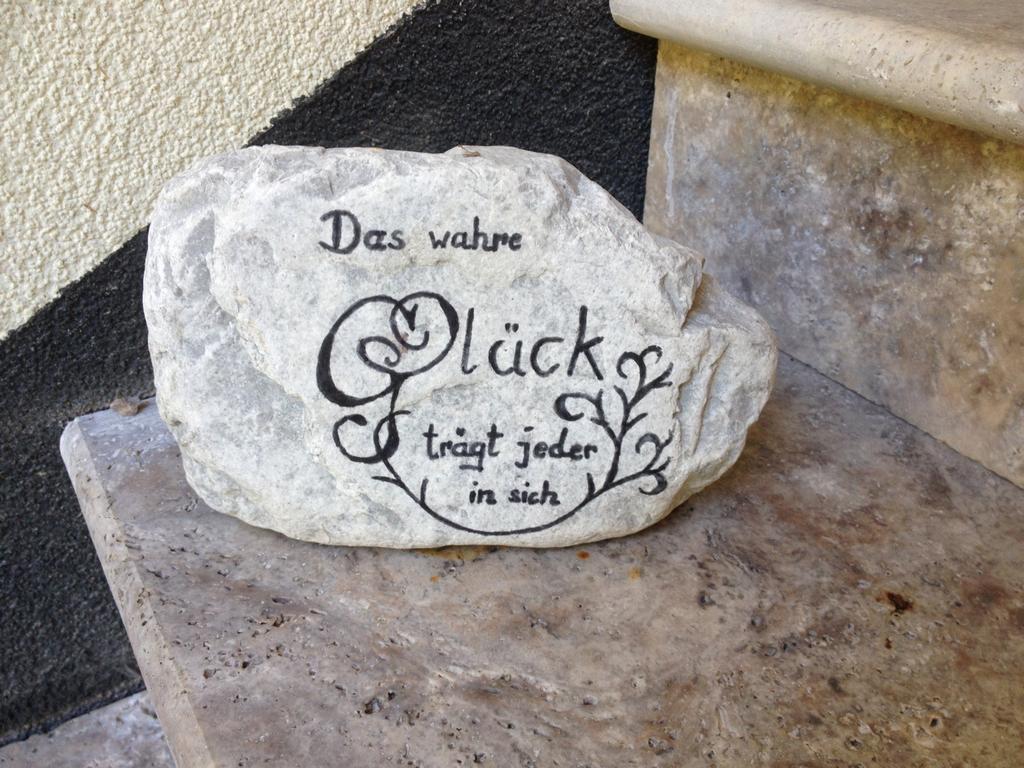 Das wahre
Glück
trägt jeder
in sich